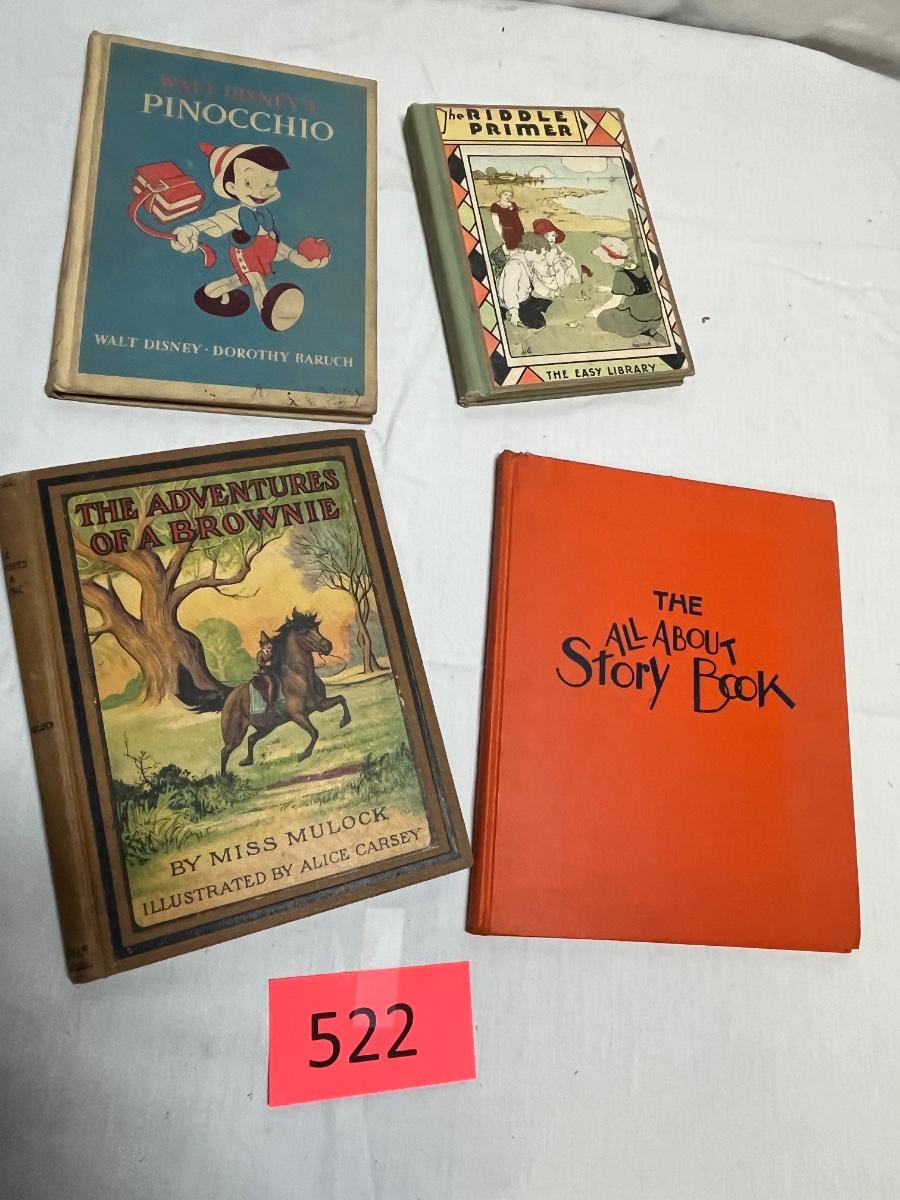 WALT DISNEY'S
PINOCCHIO
WALT DISNEY · DOROTHY BARUCH
The RIDDLE
PRIMER
THE EASY LIBRARY
THE ADVENTURES
OF A BROWNIE
BY MISS MULOCK
ILLUSTRATED BY ALICE CARSEY
THE
ALL ABOUT
Story Book
522